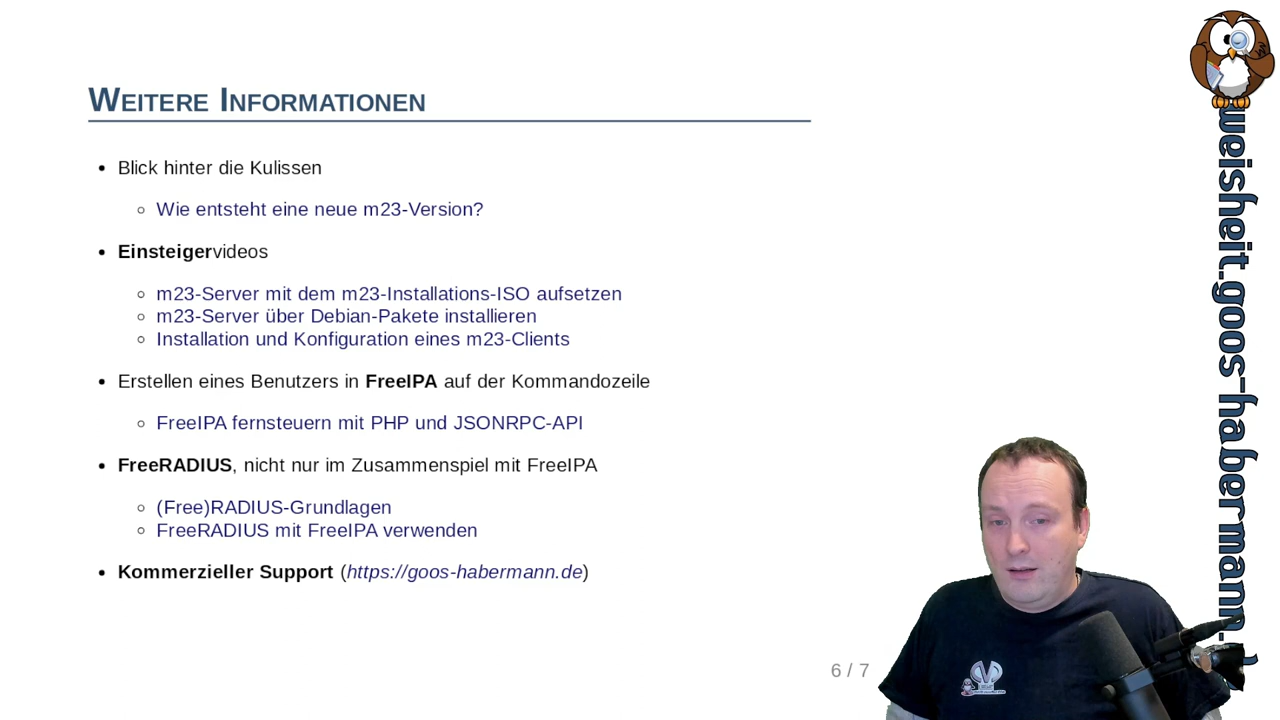 Weitere Informationen
Blick hinter die Kulissen
Wie entsteht eine neue m23-Version?
Einsteigervideos
m23-Server mit dem m23-Installations-ISO aufsetzen
m23-Server über Debian-Pakete installieren
Installation und Konfiguration eines m23-Clients
Erstellen eines Benutzers in FreeIPA auf der Kommandozeile
FreeIPA fernsteuern mit PHP und JSONRPC-API
FreeRADIUS, nicht nur im Zusammenspiel mit FreeIPA
(Free)RADIUS-Grundlagen
FreeRADIUS mit FreeIPA verwenden
Kommerzieller Support (https://goos-habermann.de)
6 / 7
weisheit.goos-habermann.